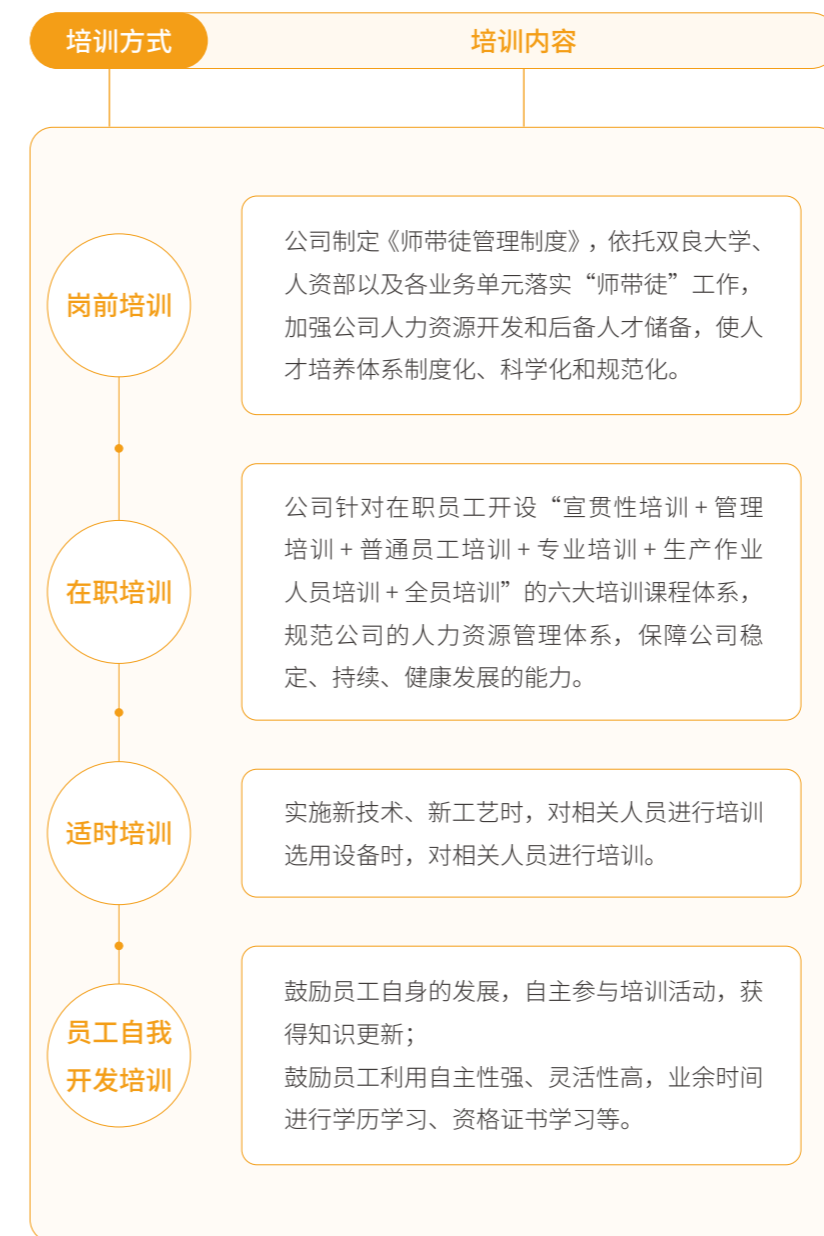 培训方式
培训内容
岗前培训
公司制定《师带徒管理制度》，依托双良大学、
人资部以及各业务单元落实“师带徒”工作，
加强公司人力资源开发和后备人才储备，使人
才培养体系制度化、科学化和规范化。
在职培训
公司针对在职员工开设“宣贯性培训+管理
培训+普通员工培训+专业培训+生产作业
人员培训+全员培训”的六大培训课程体系，
规范公司的人力资源管理体系，保障公司稳
定、持续、健康发展的能力。
适时培训
实施新技术、新工艺时，对相关人员进行培训
选用设备时，对相关人员进行培训。
员工自我
开发培训
鼓励员工自身的发展，自主参与培训活动，获
得知识更新；
鼓励员工利用自主性强、灵活性高，业余时间
进行学历学习、资格证书学习等。